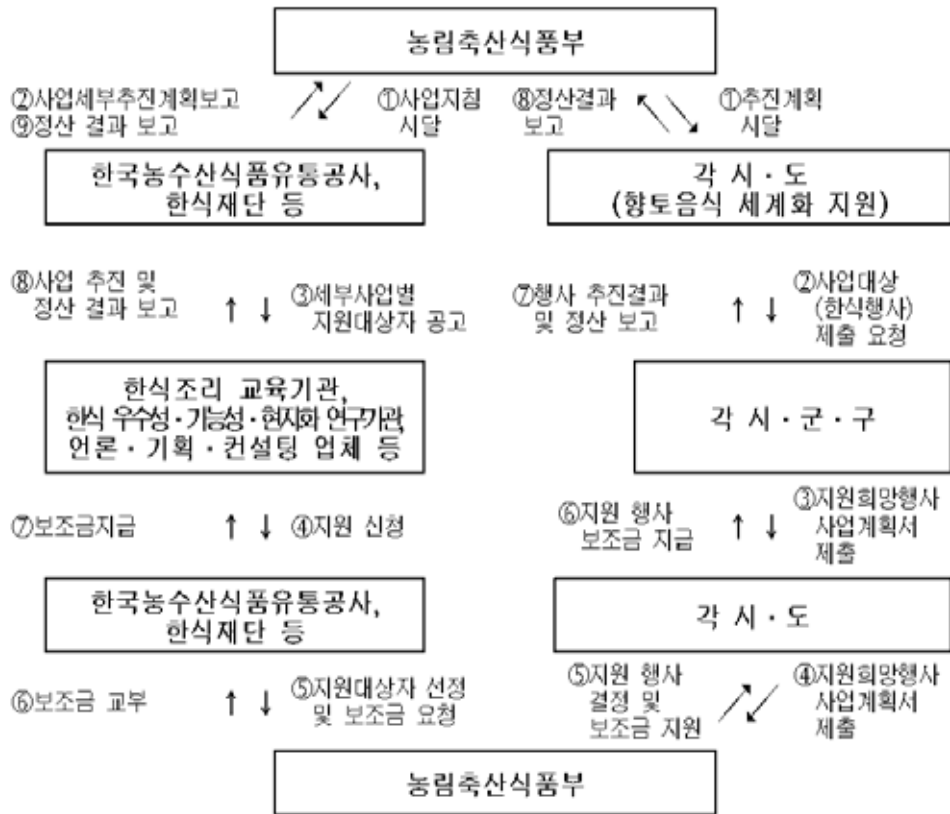 농림축산식품부
②사업세부추진계획보고
⑨정산 결과 보고
①사업지침
시달
⑧정산결과
보고
①추진계획
시달
한국농수산식품유통공사,
한식재단 등
각 시·도
(향토음식 세계화 지원)
⑧사업 추진 및
정산 결과 보고
③세부사업별
지원대상자 공고
⑦행사 추진결과
및 정산 보고
②사업대상
(한식행사)
제출 요청
한식조리 교육기관,
한식 우수성·기능성·현지화 연구기관,
언론·기획·컨설팅 업체 등
각 시·군·구
⑦보조금지급
④지원 신청
⑥지원 행사
보조금 지급
③지원희망행사
사업계획서
제출
한국농수산식품유통공사,
한식재단 등
각 시·도
⑥보조금 교부
⑤지원대상자 선정
및 보조금 요청
⑤지원 행사
결정 및
보조금 지원
④지원희망행사
사업계획서
제출
농림축산식품부